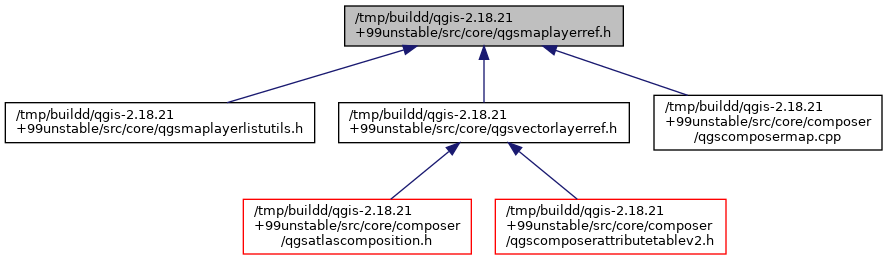 /tmp/buildd/qgis-2.18.21
+99unstable/src/core/qgsmaplayerref.h
/tmp/buildd/qgis-2.18.21
+99unstable/src/core/qgsmaplayerlistutils.h
/tmp/buildd/qgis-2.18.21
+99unstable/src/core/qgsvectorlayerref.h
/tmp/buildd/qgis-2.18.21
+99unstable/src/core/composer
/qgscomposermap.cpp
/tmp/buildd/qgis-2.18.21
+99unstable/src/core/composer
/qgsatlascomposition.h
/tmp/buildd/qgis-2.18.21
+99unstable/src/core/composer
/qgscomposerattributetablev2.h